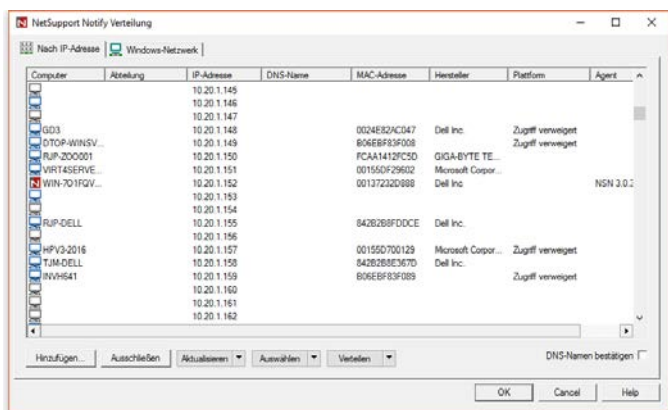 NetSupport Notify Verteilung
Nach IP-Adresse Windows-Netzwerk
Computer Abteilung IP-Adresse DNS-Name MAC-Adresse Hersteller Plattform Agent
10.20.1.145
10.20.1.146
10.20.1.147
GD3 10.20.1.148 0024E82AC047 Dell Inc. Zugriff verweigert
DTOP-WINSV... 10.20.1.149 B06EBF83F008 Zugriff verweigert
RJP-ZOO001 10.20.1.150 FCAA1412FC5D GIGA-BYTE TE...
VIRT4SERVE... 10.20.1.151 00155DF29602 Microsoft Corpor...
WIN-7O1FQV... 10.20.1.152 00137232D888 Dell Inc NSN 3.0.2
10.20.1.153
10.20.1.154
RJP-DELL 10.20.1.155 842B2B8FDDCE Dell Inc.
10.20.1.156
HPV3-2016 10.20.1.157 00155D700129 Microsoft Corpor... Zugriff verweigert
TJM-DELL 10.20.1.158 842B2B8E367D Dell Inc.
INVH641 10.20.1.159 B06EBF83F089 Zugriff verweigert
10.20.1.160
10.20.1.161
10.20.1.162
Hinzufügen... Ausschließen Aktualisieren Auswählen Verteilen DNS-Namen bestätigen
OK Cancel Help